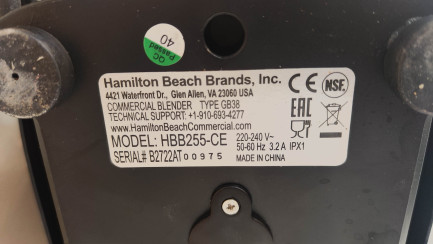 QC
Passed
40
Hamilton Beach Brands, Inc.
4421 Waterfront Dr., Glen Allen, VA 23060 USA
COMMERCIAL BLENDER TYPE GB38
TECHNICAL SUPPORT: +1-910-693-4277
www.HamiltonBeachCommercial.com
MODEL: HBB255-CE 220-240 V~
50-60 Hz 3.2 A IPX1
SERIAL# B2722AT 00975 MADE IN CHINA
CE NSF.
EAC